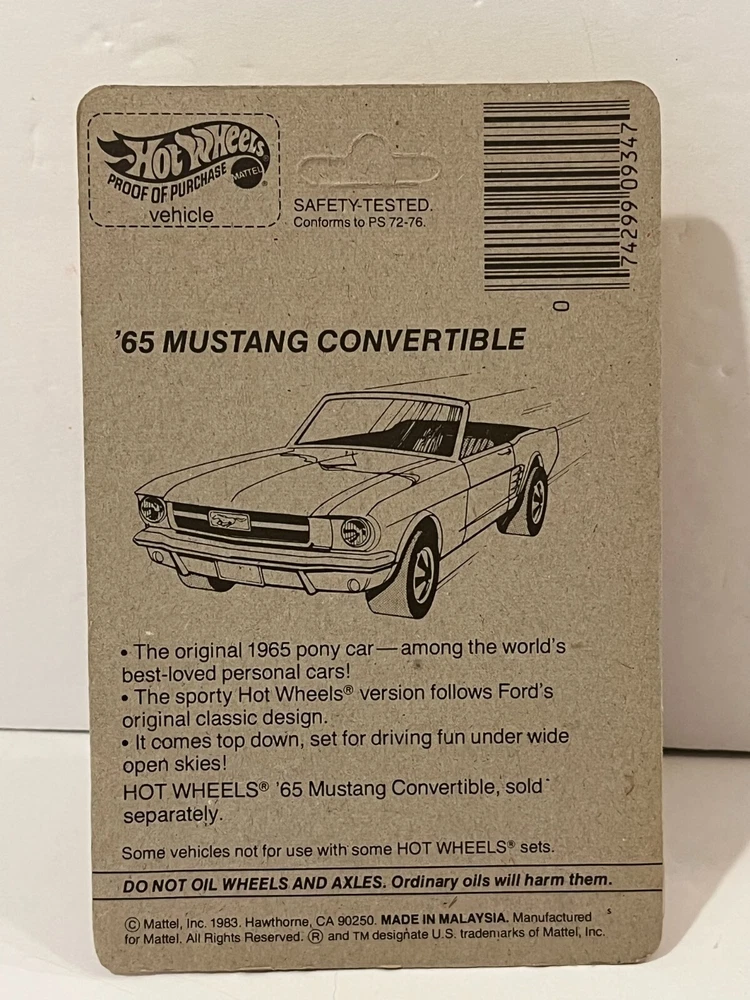 Hot Wheels
MATTEL®
PROOF OF PURCHASE
vehicle
SAFETY-TESTED.
Conforms to PS 72-76.
74299 09347
0
'65 MUSTANG CONVERTIBLE
• The original 1965 pony car—among the world's
best-loved personal cars!
• The sporty Hot Wheels® version follows Ford's
original classic design.
• It comes top down, set for driving fun under wide
open skies!
HOT WHEELS® '65 Mustang Convertible, sold
separately.
Some vehicles not for use with some HOT WHEELS® sets.
DO NOT OIL WHEELS AND AXLES. Ordinary oils will harm them.
© Mattel, Inc. 1983. Hawthorne, CA 90250. MADE IN MALAYSIA. Manufactured
for Mattel. All Rights Reserved. ® and TM designate U.S. trademarks of Mattel, Inc.